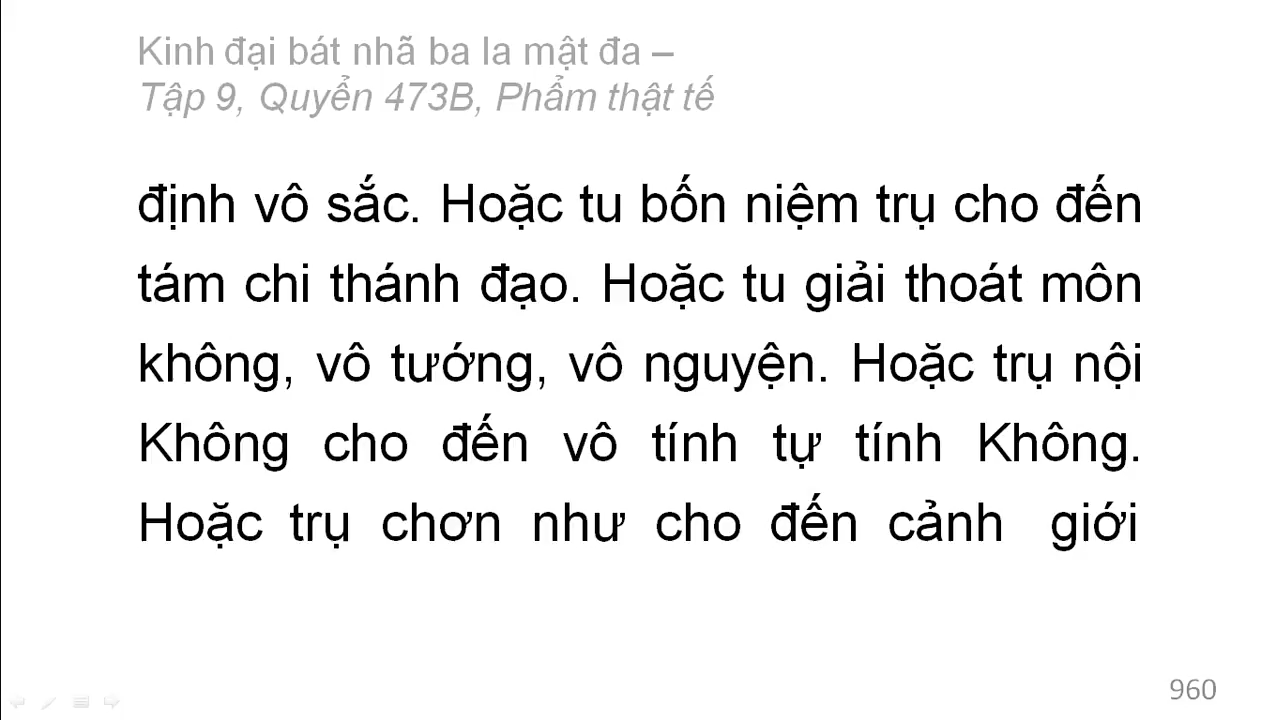 Kinh đại bát nhã ba la mật đa –
Tập 9, Quyển 473B, Phẩm thật tế
định vô sắc. Hoặc tu bốn niệm trụ cho đến
tám chi thánh đạo. Hoặc tu giải thoát môn
không, vô tướng, vô nguyện. Hoặc trụ nội
Không cho đến vô tính tự tính Không.
Hoặc trụ chơn như cho đến cảnh giới
960